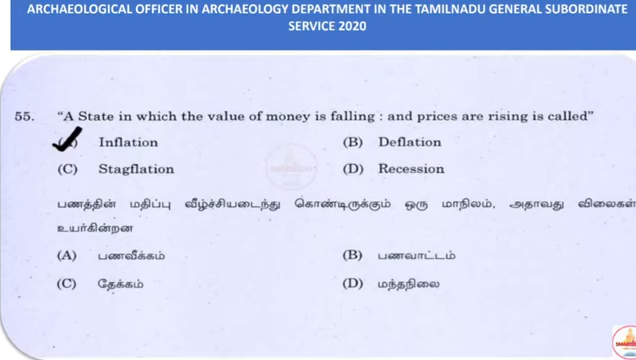 ARCHAEOLOGICAL OFFICER IN ARCHAEOLOGY DEPARTMENT IN THE TAMILNADU GENERAL SUBORDINATE
SERVICE 2020
55. "A State in which the value of money is falling : and prices are rising is called"
Inflation (B) Deflation
(C) Stagflation (D) Recession
பணத்தின் மதிப்பு வீழ்ச்சியடைந்து கொண்டிருக்கும் ஒரு மாநிலம், அதாவது விலைகள்
உயர்கின்றன
(A) பணவீக்கம் (B) பணவாட்டம்
(C) தேக்கம் (D) மந்தநிலை